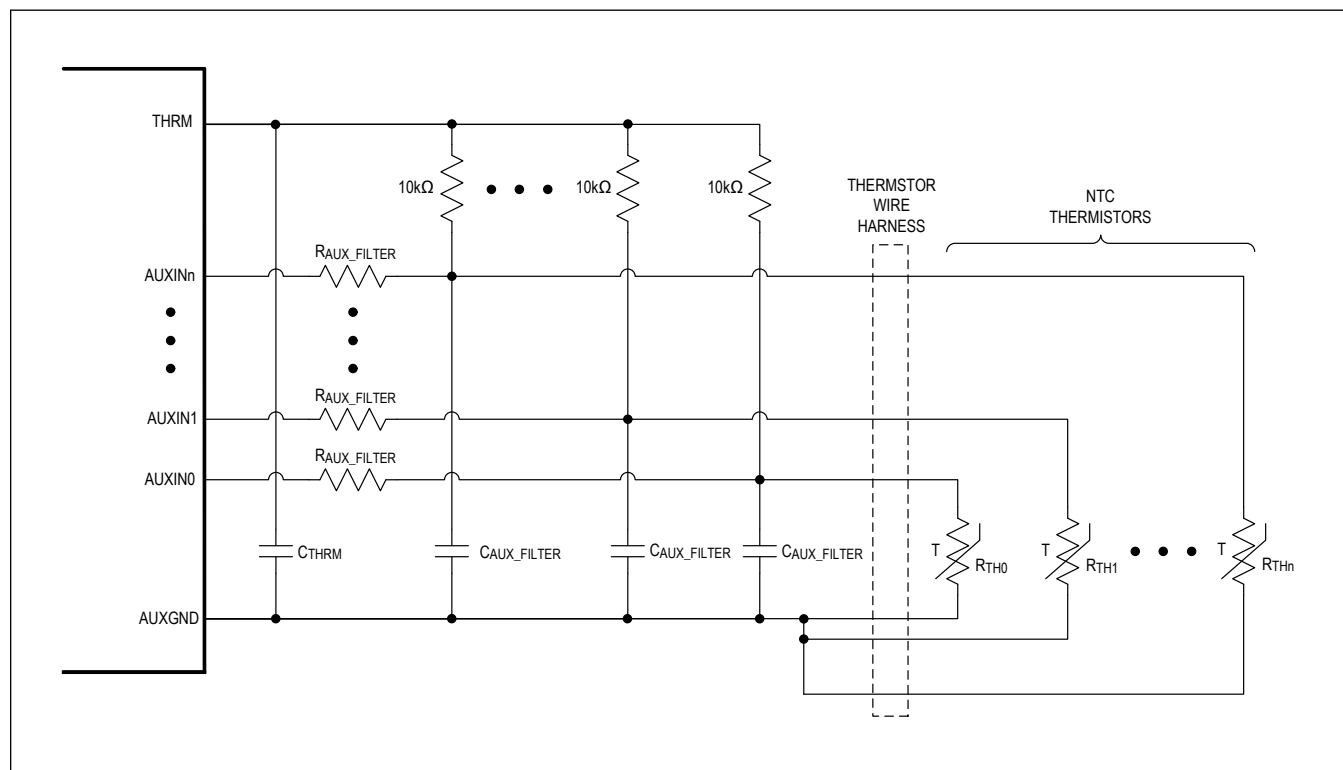 THRM
10kΩ
10kΩ
10kΩ
THERMSTOR
WIRE
HARNESS
NTC
THERMISTORS
AUXINn
RAUX_FILTER
RAUX_FILTER
AUXIN1
RAUX_FILTER
AUXIN0
CTHRM
CAUX_FILTER
CAUX_FILTER
CAUX_FILTER
T
RTH0
T
RTH1
T
RTHn
AUXGND